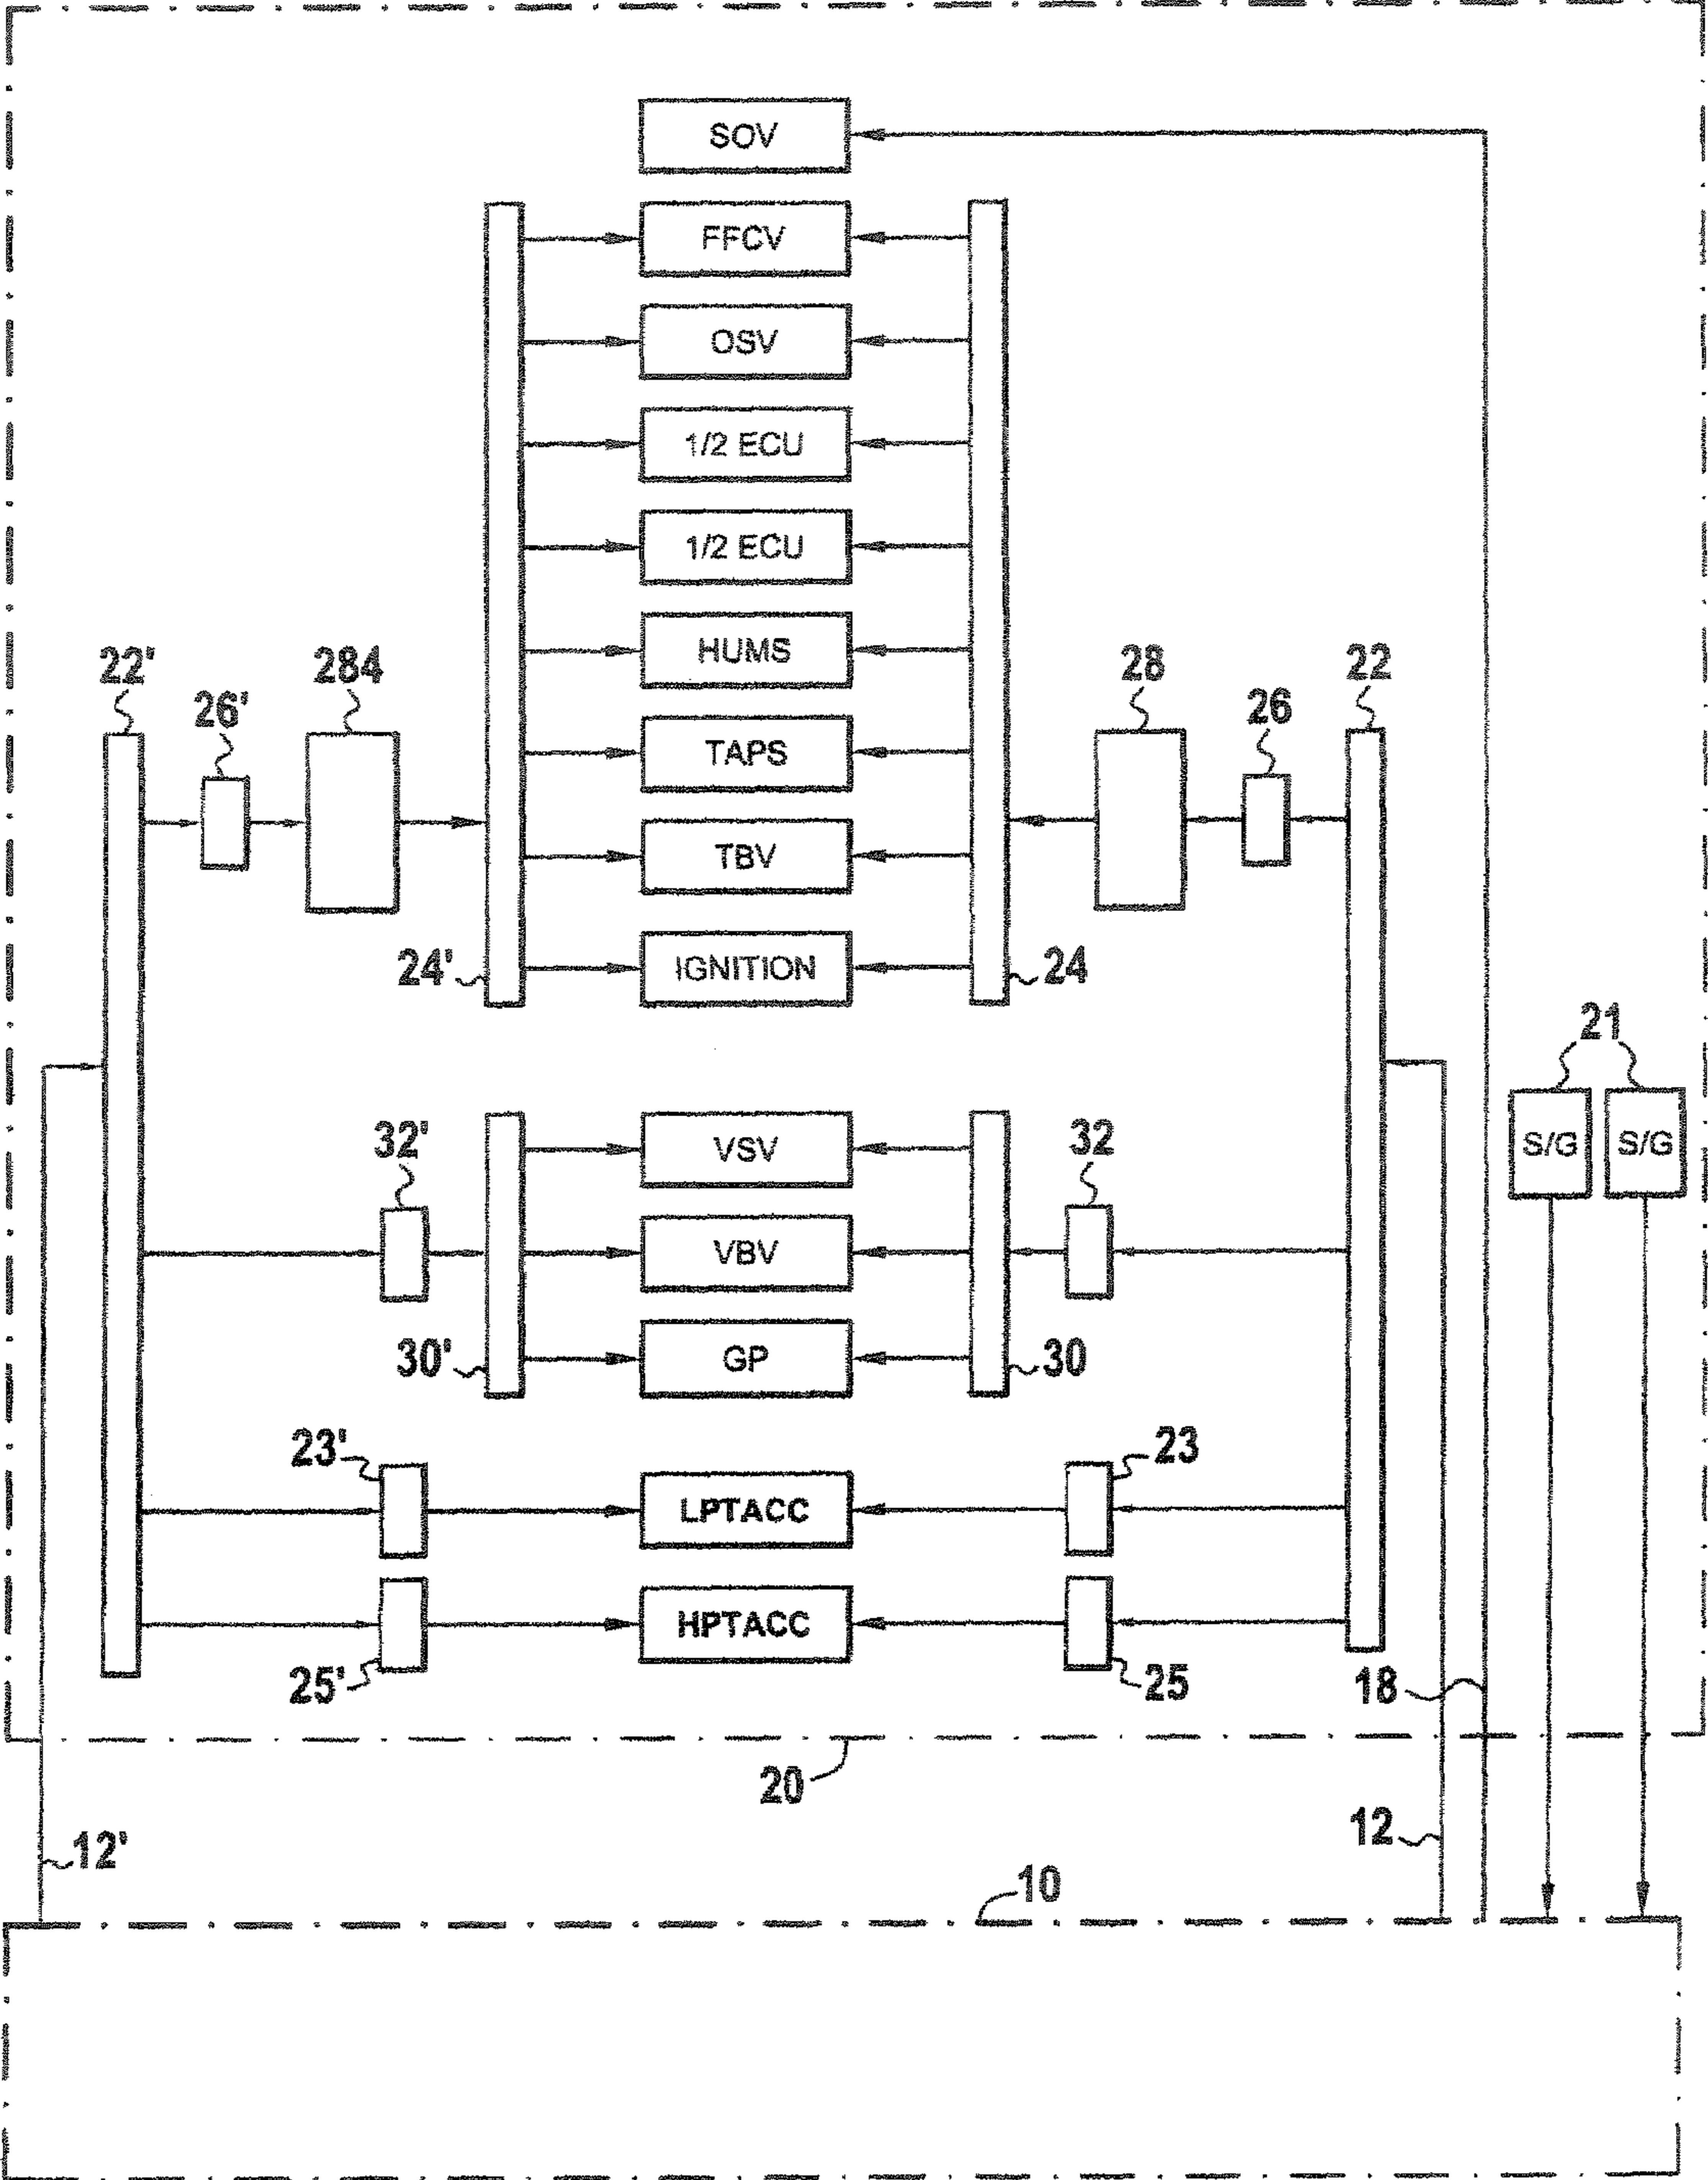 SOV
FFCV
OSV
1/2 ECU
1/2 ECU
HUMS
22'
26'
284
28
26
22
TAPS
TBV
24'
IGNITION
24
21
32'
VSV
32
S/G
S/G
VBV
30'
GP
30
23'
LPTACC
23
25'
HPTACC
25
18
20
12'
12
10